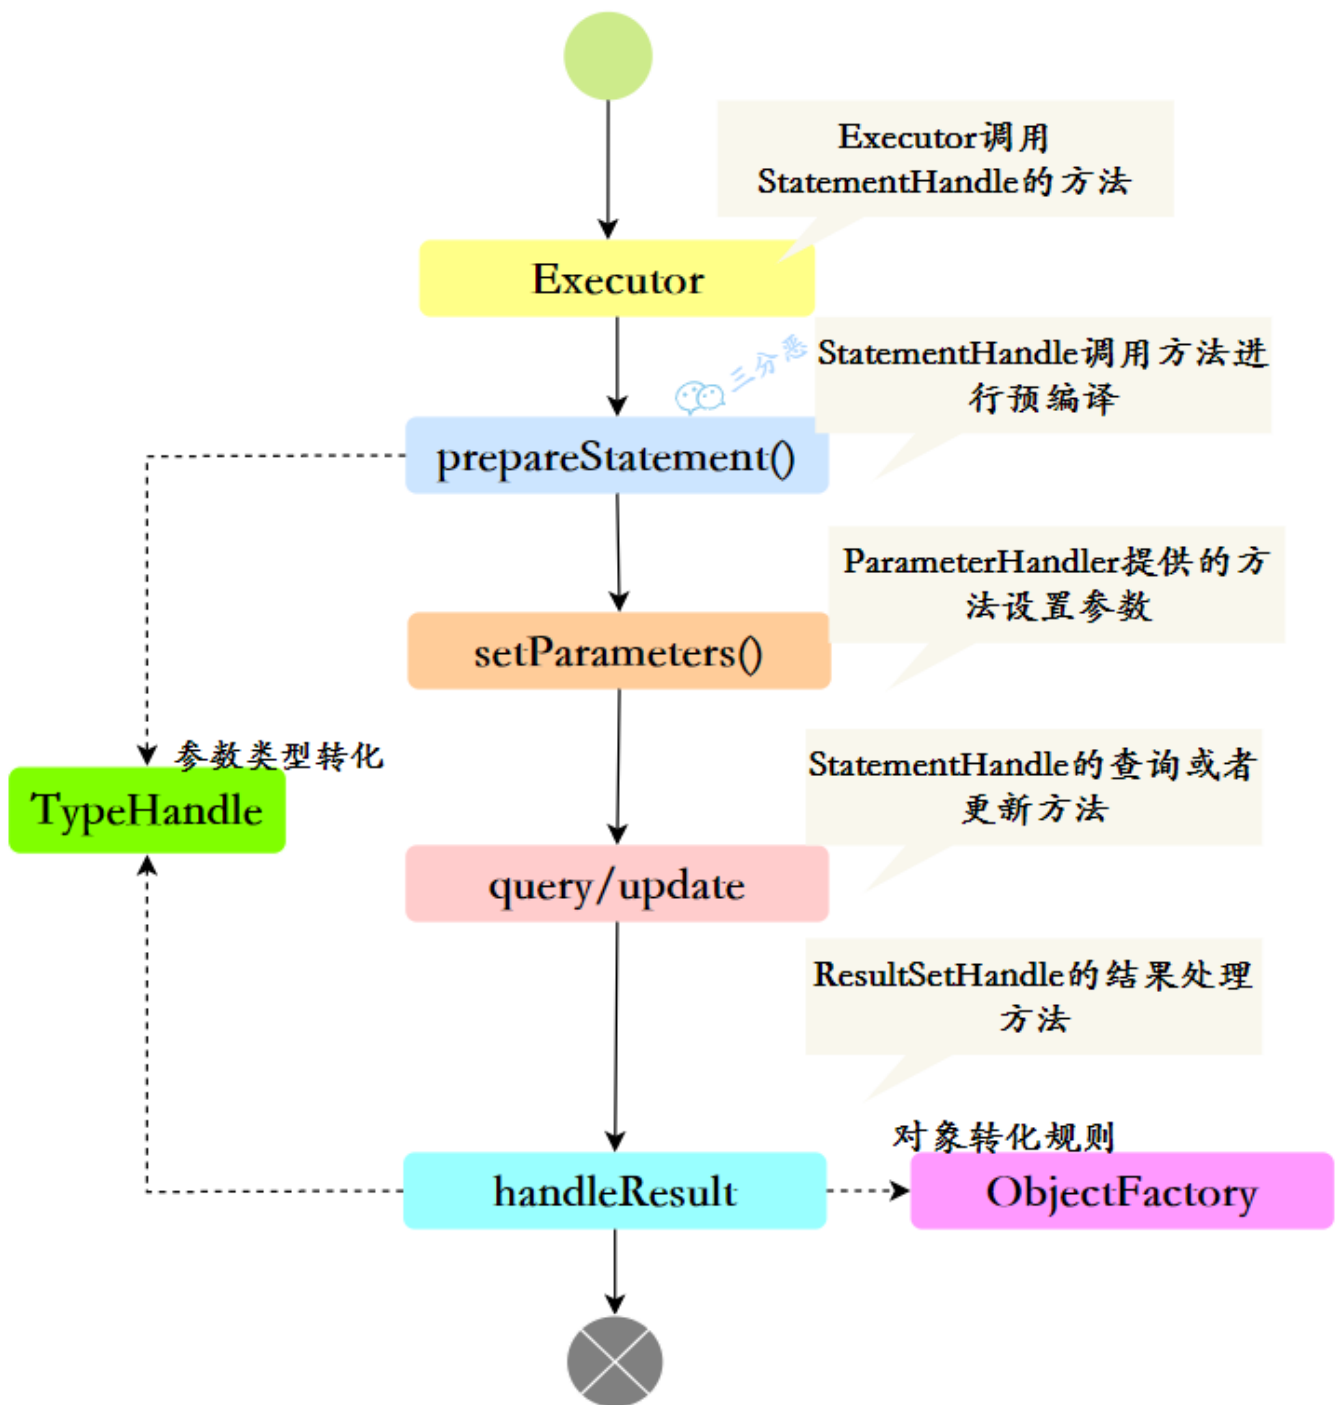 Executor调用
StatementHandle的方法
Executor
三分恶
StatementHandle调用方法进
行预编译
prepareStatement()
ParameterHandler提供的方
法设置参数
setParameters()
参数类型转化
TypeHandle
StatementHandle的查询或者
更新方法
query/update
ResultSetHandle的结果处理
方法
对象转化规则
handleResult
ObjectFactory